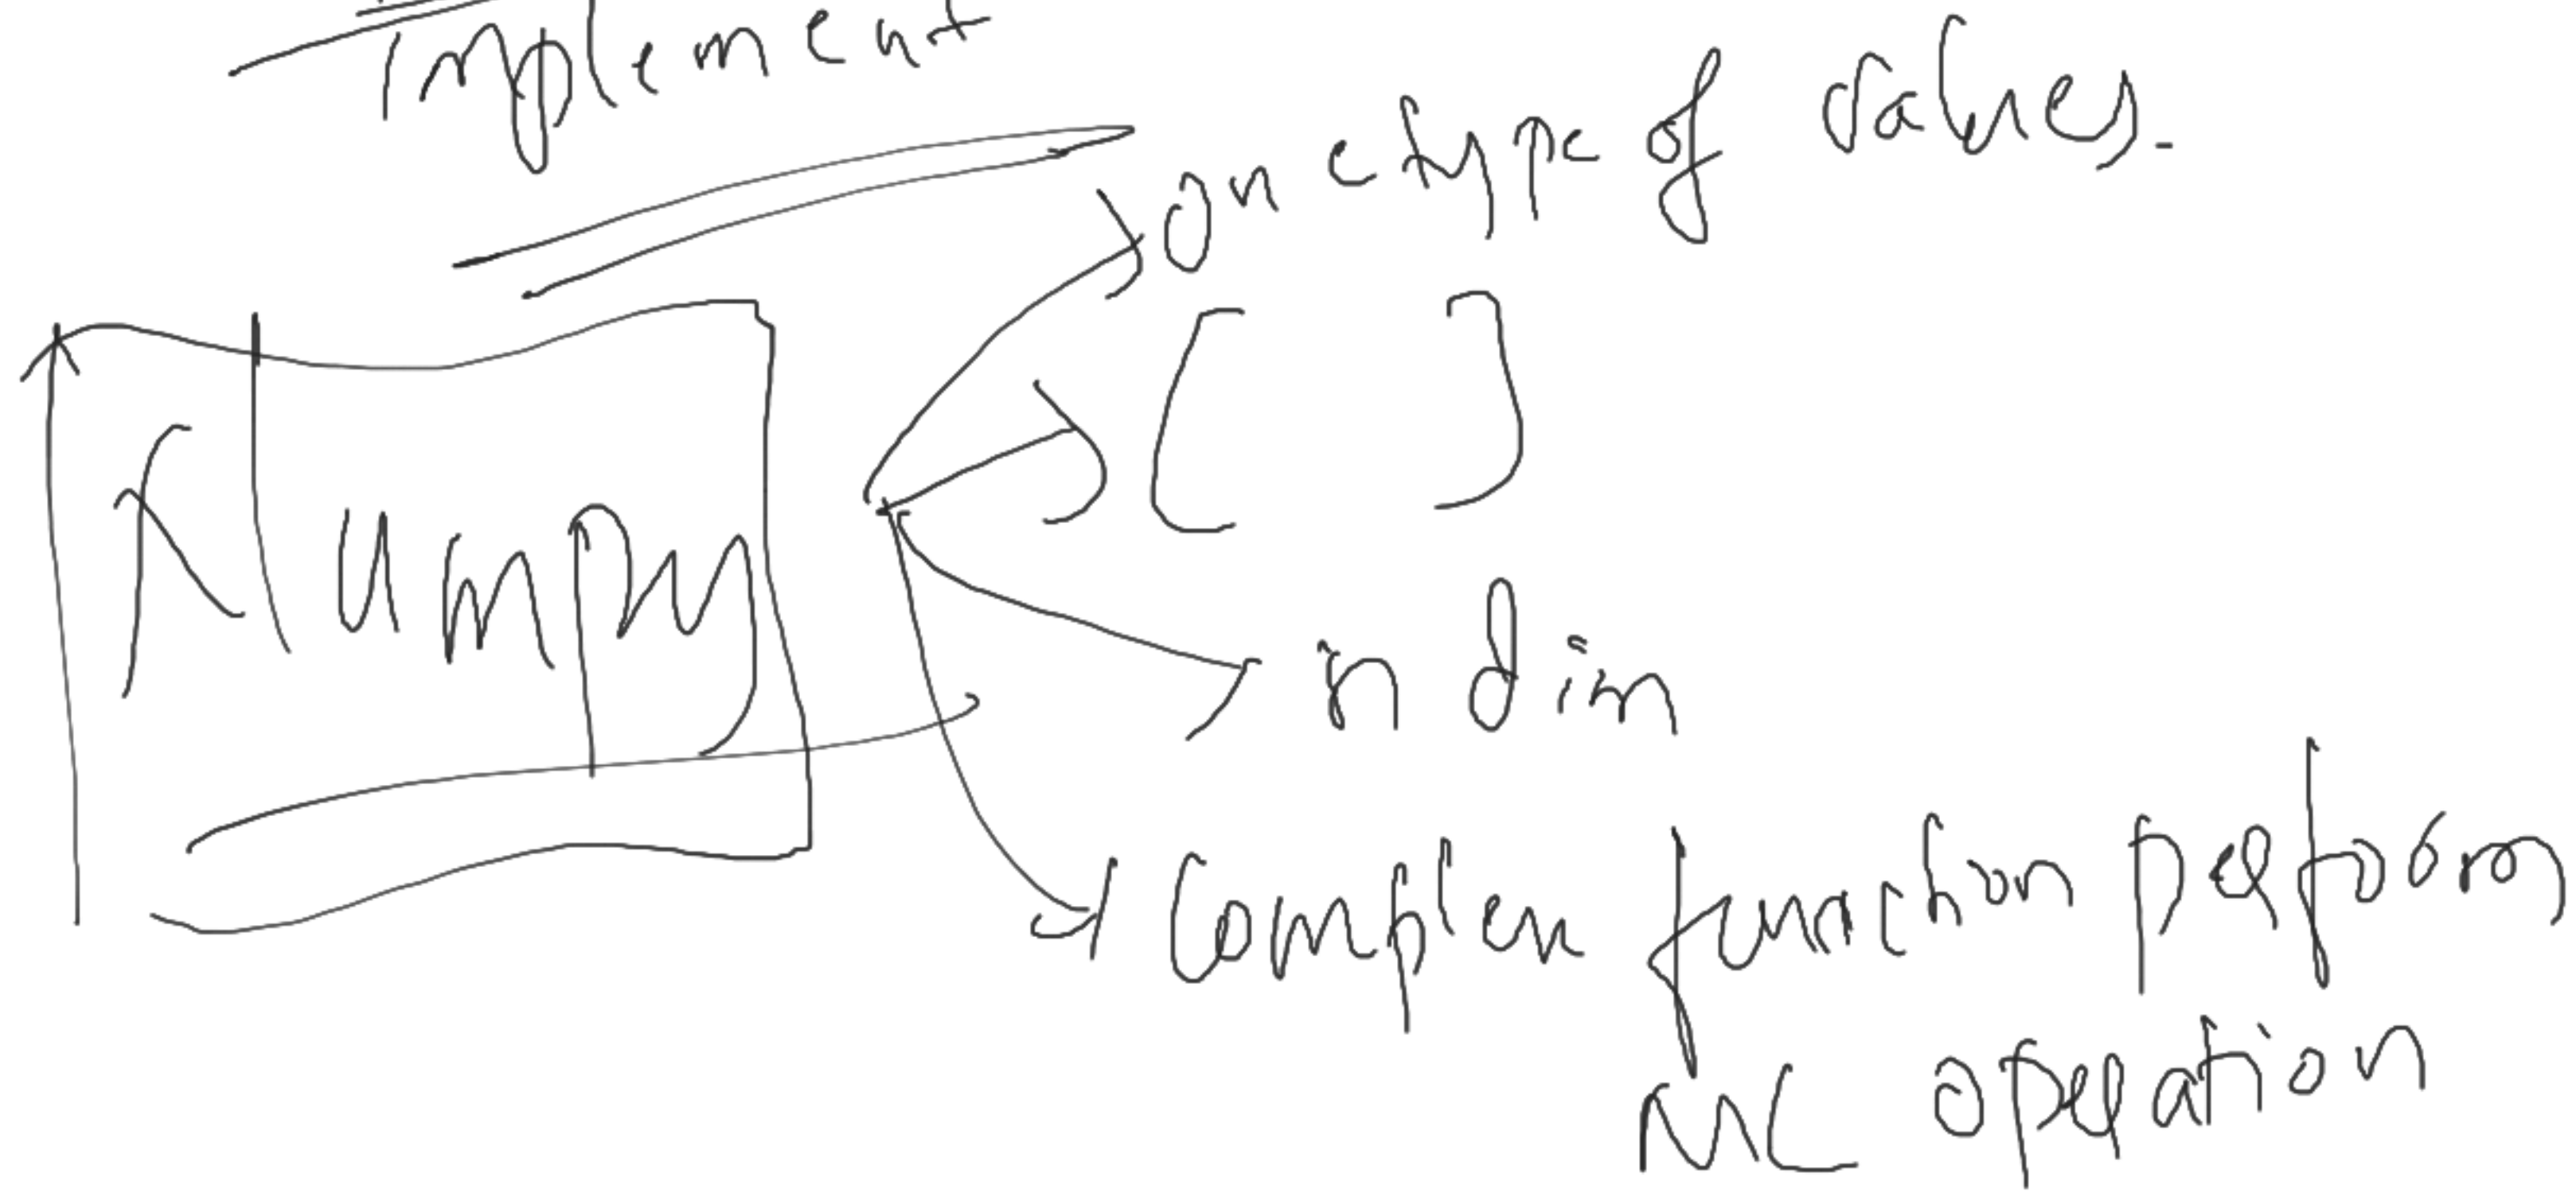 Implement
one type of values.
[ ]
Numpy
n dim
Complex function perform
ML operation